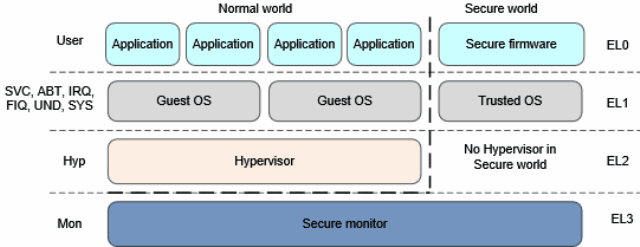 Normal world
Secure world
User
Application
Application
Application
Application
Secure firmware
EL0
SVC, ABT, IRQ,
FIQ, UND, SYS
Guest OS
Guest OS
Trusted OS
EL1
Hyp
Hypervisor
No Hypervisor in
Secure world
EL2
Mon
Secure monitor
EL3